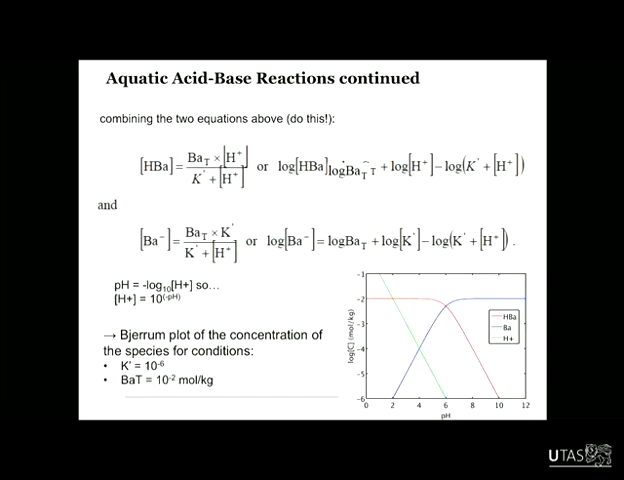 Aquatic Acid-Base Reactions continued
combining the two equations above (do this!):
[HBa] = Ba_T × [H⁺] / K' + [H⁺] or log[HBa] logBa_T T + log[H⁺] – log(K' + [H⁺])
and
[Ba⁻] = Ba_T × K' / K' + [H⁺] or log[Ba⁻] = logBa_T + log[K'] – log(K' + [H⁺]) .
pH = -log₁₀[H+] so…
[H+] = 10^(-pH)
→ Bjerrum plot of the concentration of
the species for conditions:
• K' = 10⁻⁶
• BaT = 10⁻² mol/kg
log[C] (mol/kg)
-1
-2
-3
-4
-5
-6
0 2 4 6 8 10 12
pH
HBa
Ba
H+
UTAS